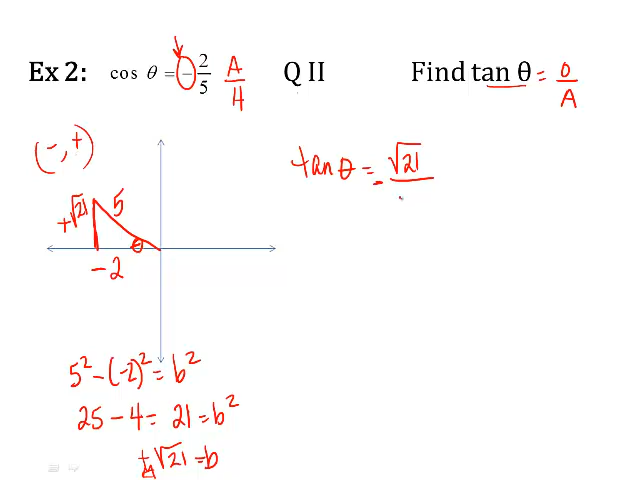 Ex 2: cos θ = − 2/5 A/H Q II Find tan θ = O/A
(-, +)
tan θ = - √21
+√21 5
θ
-2
5² - (-2)² = b²
25 - 4 = 21 = b²
± √21 = b